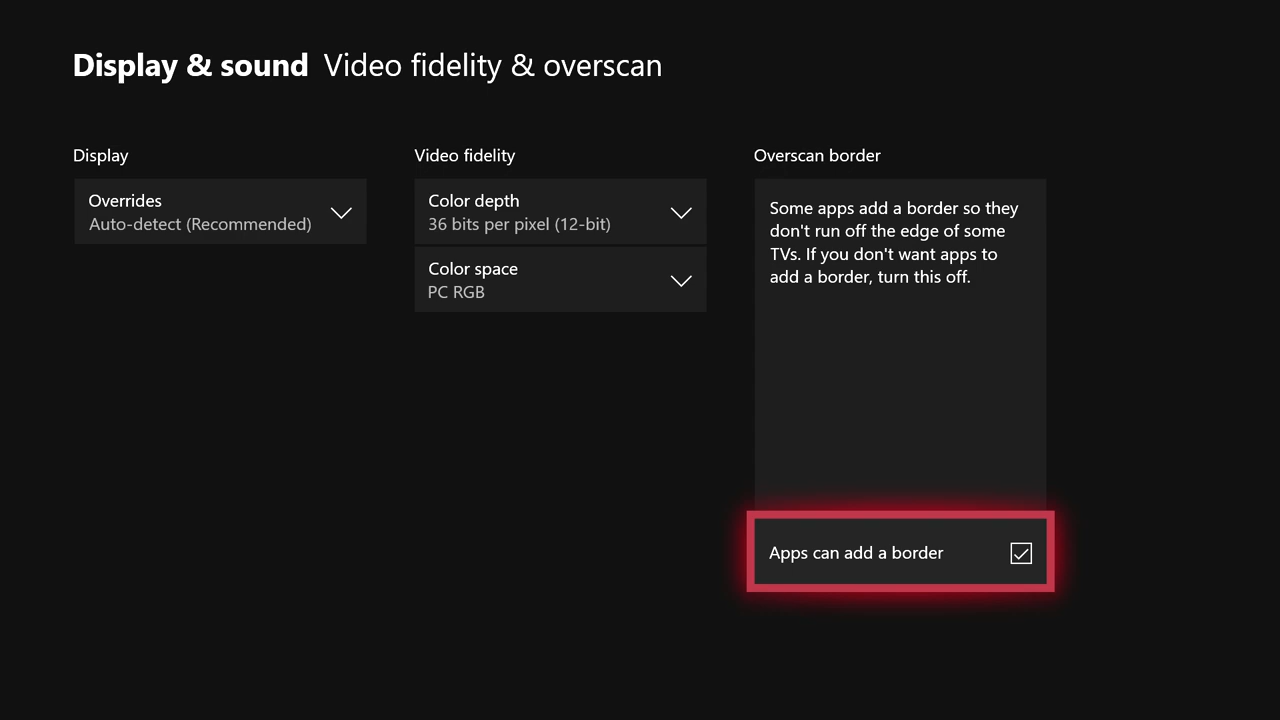 Display & sound Video fidelity & overscan
Display
Overrides
Auto-detect (Recommended)
Video fidelity
Color depth
36 bits per pixel (12-bit)
Color space
PC RGB
Overscan border
Some apps add a border so they
don't run off the edge of some
TVs. If you don't want apps to
add a border, turn this off.
Apps can add a border